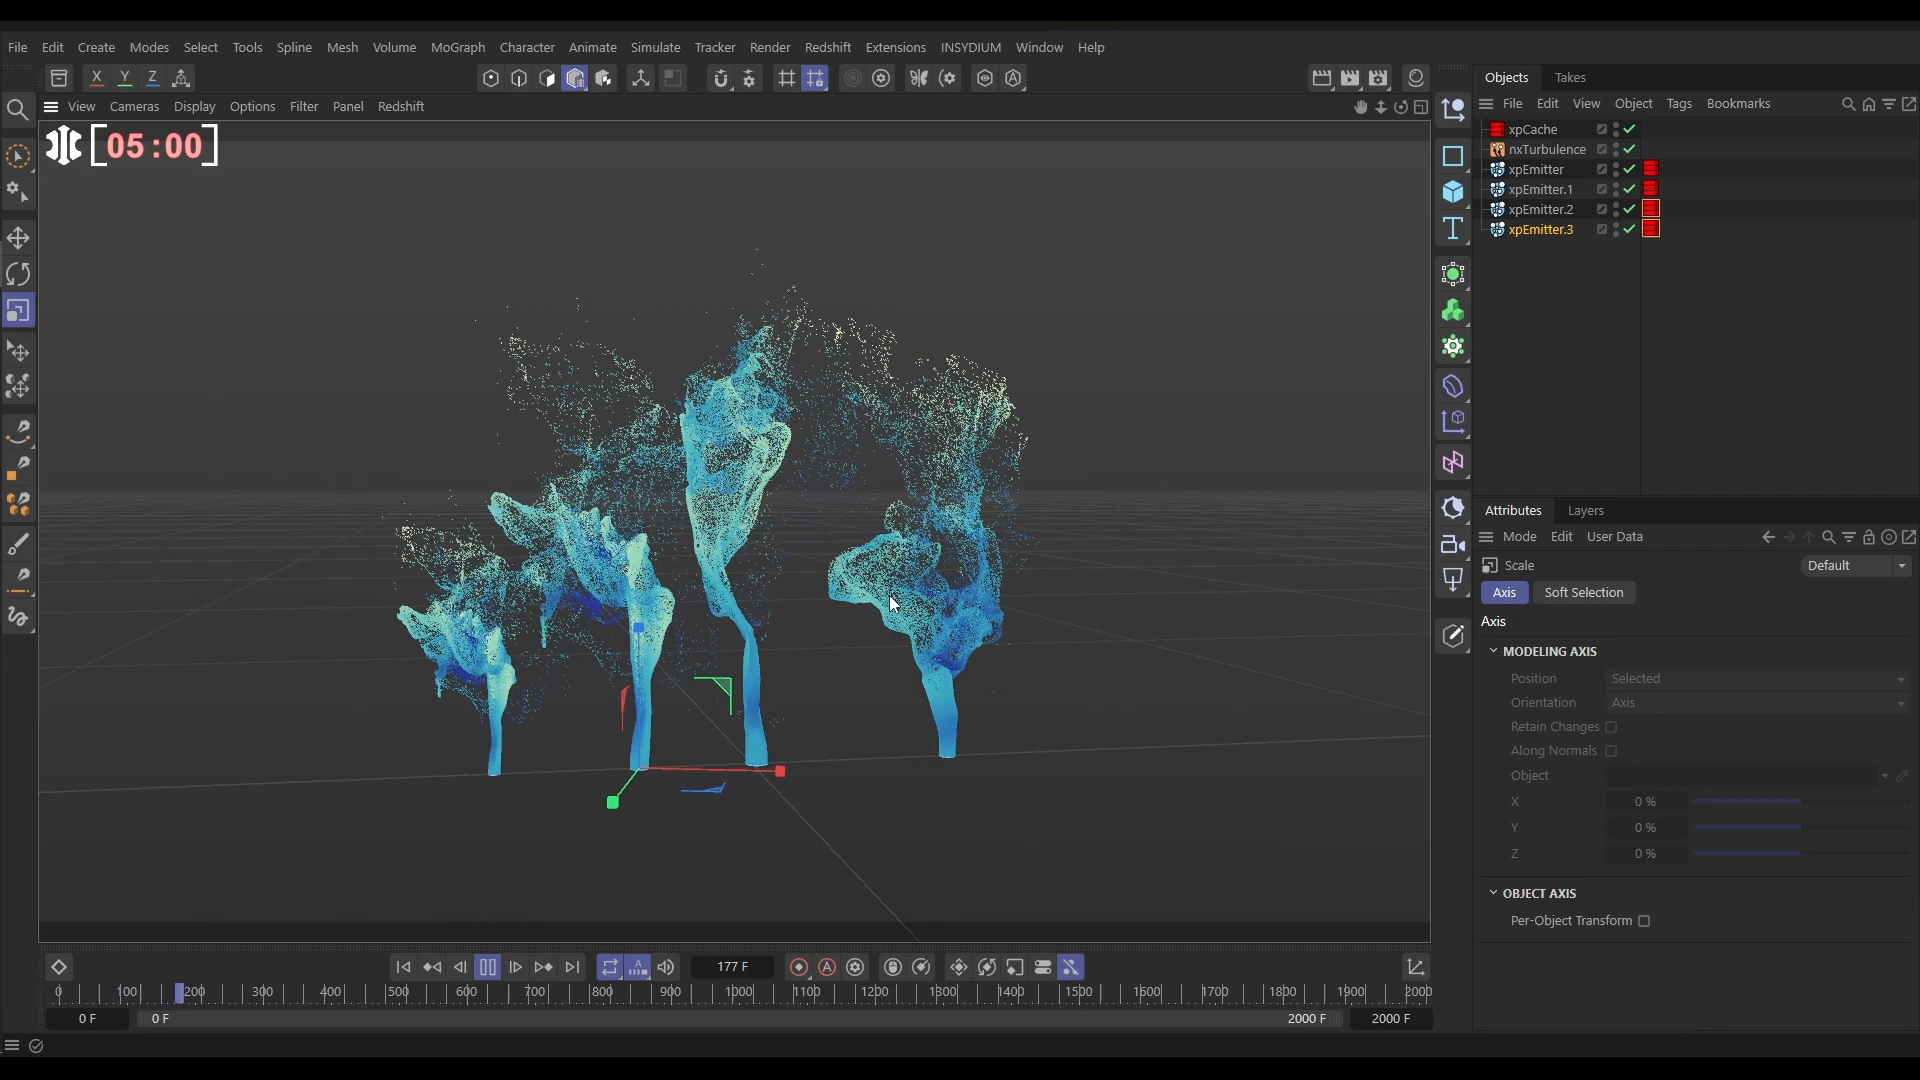 File Edit Create Modes Select Tools Spline Mesh Volume MoGraph Character Animate Simulate Tracker Render Redshift Extensions INSYDIUM Window Help
X Y Z
Objects Takes
View Cameras Display Options Filter Panel Redshift
File Edit View Object Tags Bookmarks
[05:00]
xpCache
nxTurbulence
xpEmitter
xpEmitter.1
xpEmitter.2
xpEmitter.3
Attributes Layers
Mode Edit User Data
Scale Default
Axis Soft Selection
Axis
MODELING AXIS
Position Selected
Orientation Axis
Retain Changes
Along Normals
Object
X 0 %
Y 0 %
Z 0 %
OBJECT AXIS
Per-Object Transform
177 F
0 100 200 300 400 500 600 700 800 900 1000 1100 1200 1300 1400 1500 1600 1700 1800 1900 2000
0 F 0 F 2000 F 2000 F